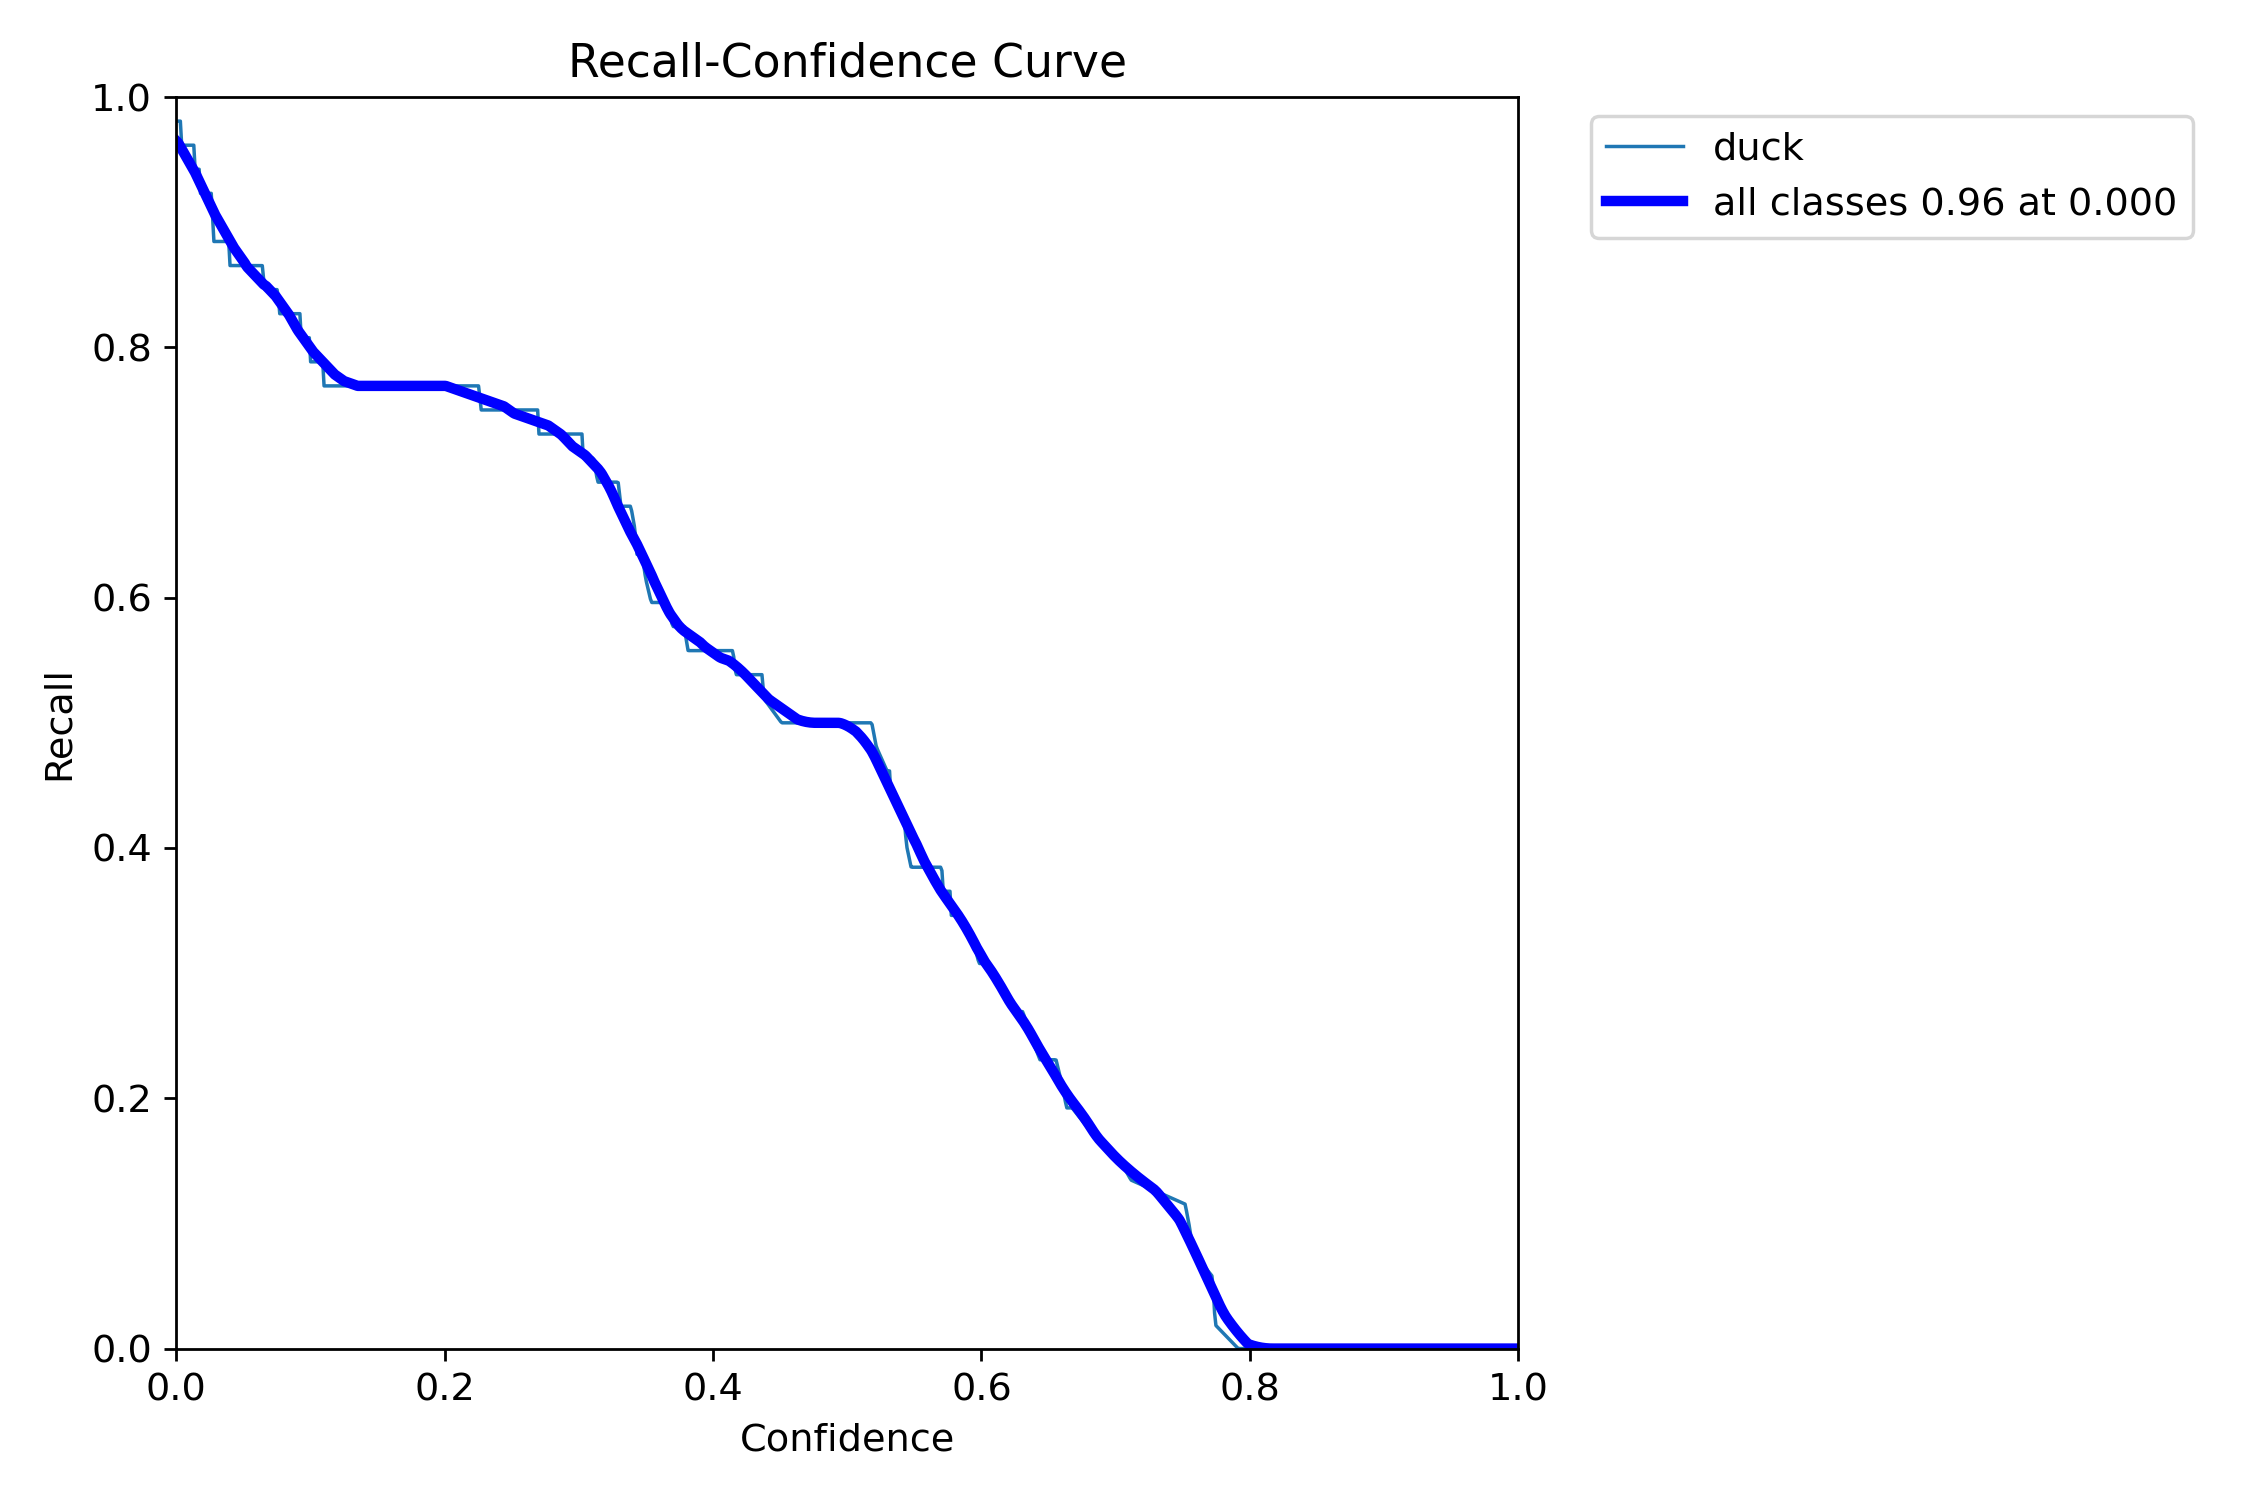 Recall-Confidence Curve
1.0
0.8
0.6
0.4
0.2
0.0
Recall
0.0 0.2 0.4 0.6 0.8 1.0
Confidence
duck
all classes 0.96 at 0.000